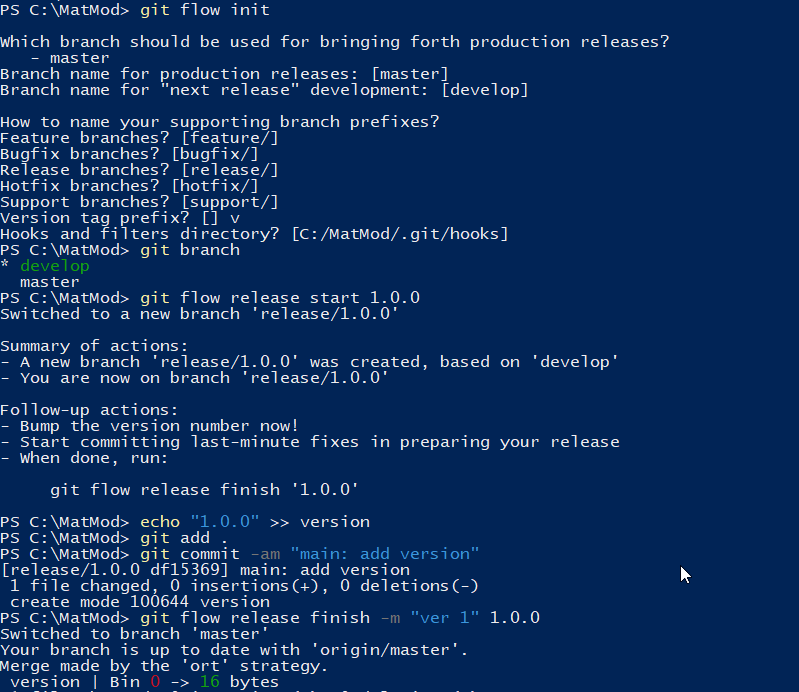 PS C:\MatMod> git flow init
Which branch should be used for bringing forth production releases?
- master
Branch name for production releases: [master]
Branch name for "next release" development: [develop]
How to name your supporting branch prefixes?
Feature branches? [feature/]
Bugfix branches? [bugfix/]
Release branches? [release/]
Hotfix branches? [hotfix/]
Support branches? [support/]
Version tag prefix? [] v
Hooks and filters directory? [C:/MatMod/.git/hooks]
PS C:\MatMod> git branch
* develop
master
PS C:\MatMod> git flow release start 1.0.0
Switched to a new branch 'release/1.0.0'
Summary of actions:
- A new branch 'release/1.0.0' was created, based on 'develop'
- You are now on branch 'release/1.0.0'
Follow-up actions:
- Bump the version number now!
- Start committing last-minute fixes in preparing your release
- When done, run:
git flow release finish '1.0.0'
PS C:\MatMod> echo "1.0.0" >> version
PS C:\MatMod> git add .
PS C:\MatMod> git commit -am "main: add version"
[release/1.0.0 df15369] main: add version
1 file changed, 0 insertions(+), 0 deletions(-)
create mode 100644 version
PS C:\MatMod> git flow release finish -m "ver 1" 1.0.0
Switched to branch 'master'
Your branch is up to date with 'origin/master'.
Merge made by the 'ort' strategy.
version | Bin 0 -> 16 bytes